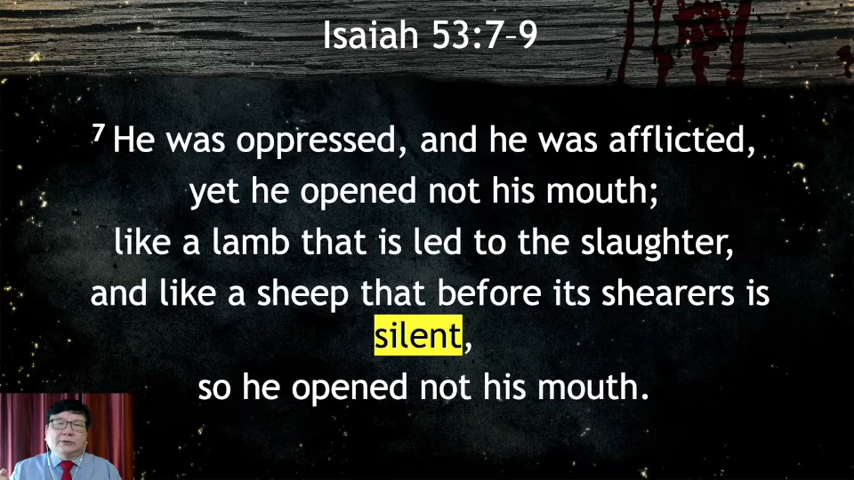 Isaiah 53:7–9
7 He was oppressed, and he was afflicted,
yet he opened not his mouth;
like a lamb that is led to the slaughter,
and like a sheep that before its shearers is
silent,
so he opened not his mouth.